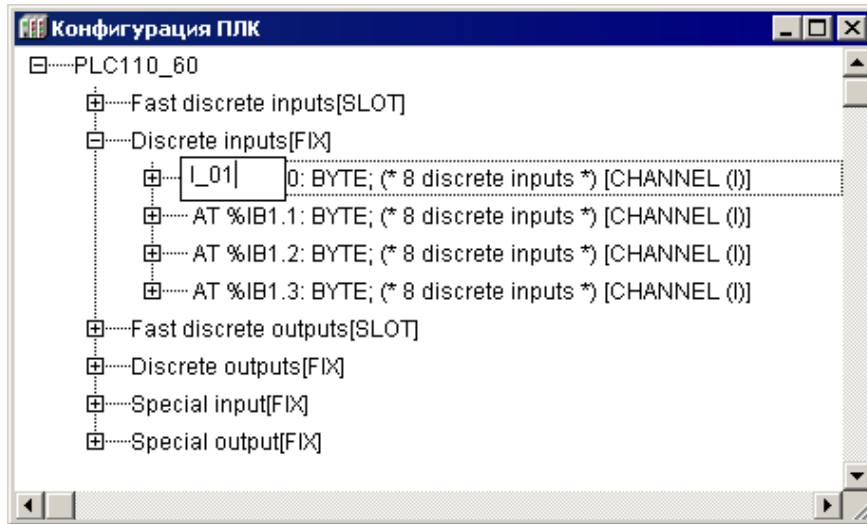 Конфигурация ПЛК
PLC110_60
Fast discrete inputs[SLOT]
Discrete inputs[FIX]
I_01 0: BYTE; (* 8 discrete inputs *) [CHANNEL (I)]
AT %IB1.1: BYTE; (* 8 discrete inputs *) [CHANNEL (I)]
AT %IB1.2: BYTE; (* 8 discrete inputs *) [CHANNEL (I)]
AT %IB1.3: BYTE; (* 8 discrete inputs *) [CHANNEL (I)]
Fast discrete outputs[SLOT]
Discrete outputs[FIX]
Special input[FIX]
Special output[FIX]